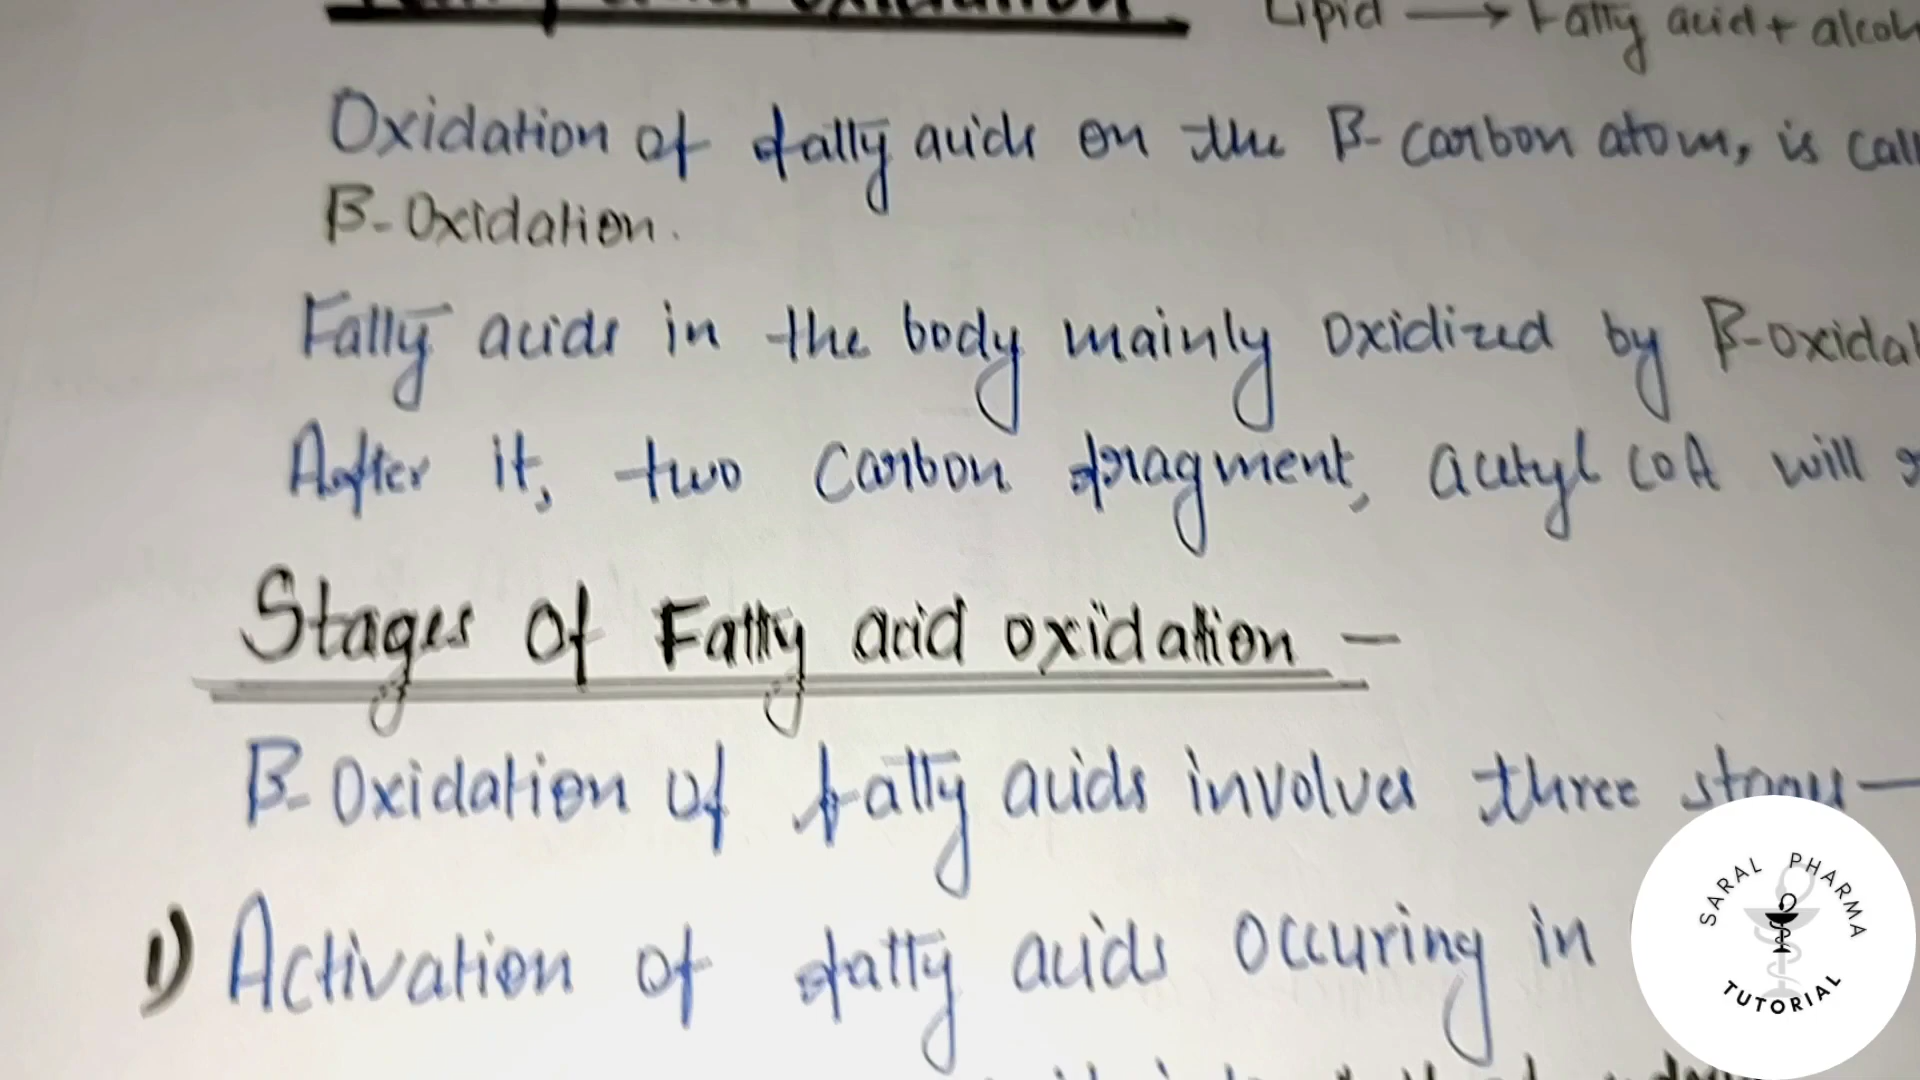 oxidation
Lipid → Fatty acid + alcoh
Oxidation of fatty acids on the β-carbon atom, is call
β-Oxidation.
Fatty acids in the body mainly oxidized by β-oxidat
After it, two carbon fragment, acetyl CoA will
Stages of Fatty acid oxidation —
β-Oxidation of fatty acids involves three stages —
1) Activation of fatty acids occuring in
SARAL PHARMA
TUTORIAL